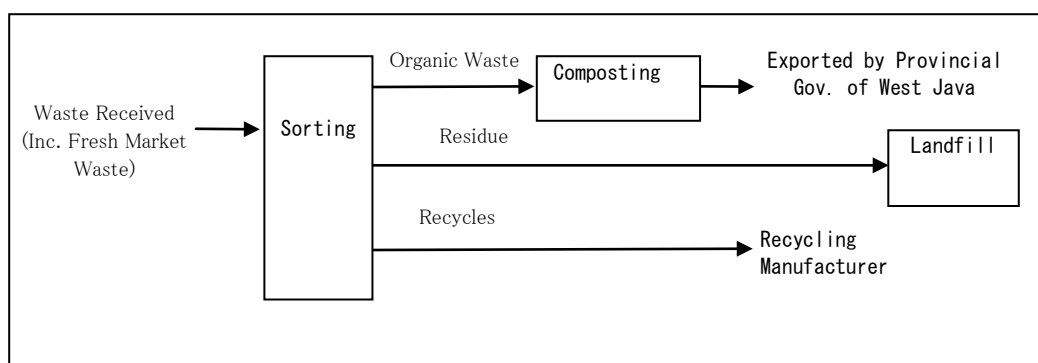 Waste Received
(Inc. Fresh Market
Waste)
Sorting
Organic Waste
Composting
Exported by Provincial
Gov. of West Java
Residue
Landfill
Recycles
Recycling
Manufacturer